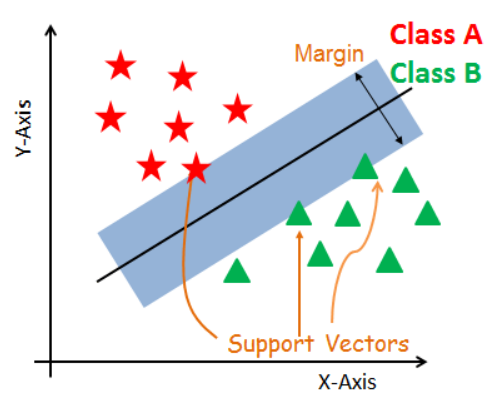 Class A
Margin
Class B
Y-Axis
Support Vectors
X-Axis